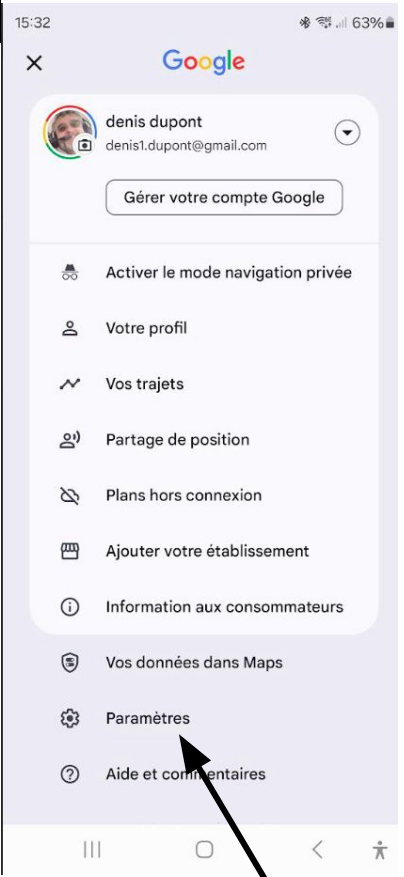 15:32 63%
Google
denis dupont
denis1.dupont@gmail.com
Gérer votre compte Google
Activer le mode navigation privée
Votre profil
Vos trajets
Partage de position
Plans hors connexion
Ajouter votre établissement
Information aux consommateurs
Vos données dans Maps
Paramètres
Aide et commentaires